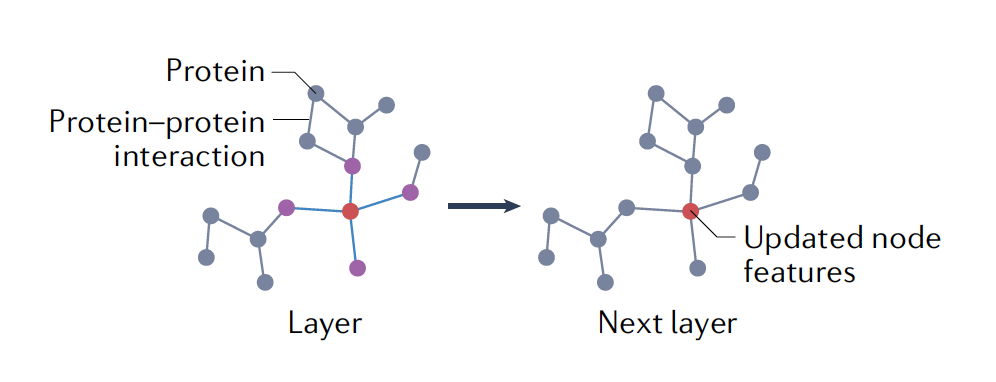 Protein
Protein–protein
interaction
Updated node
features
Layer
Next layer